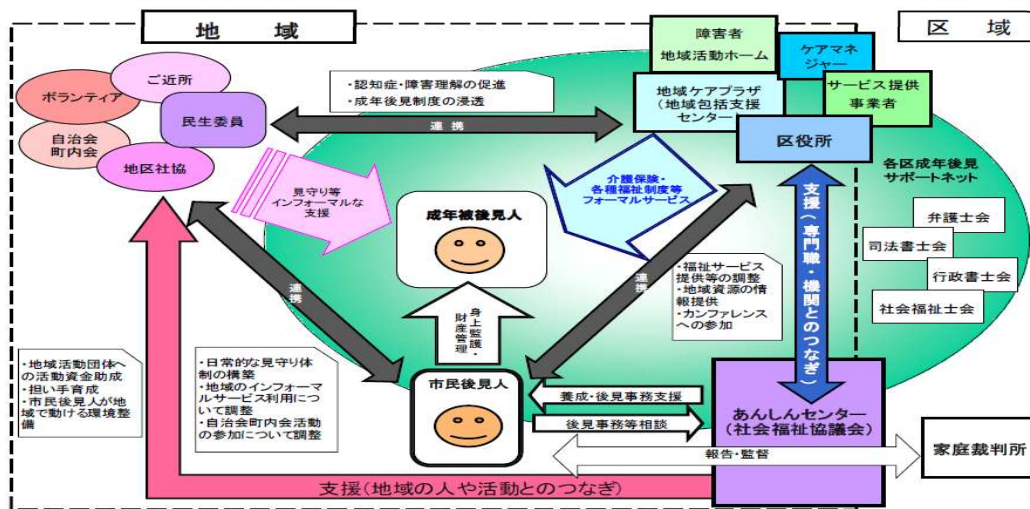 地 域
区 域
ご近所
ボランティア
民生委員
自治会
町内会
地区社協
・認知症・障害理解の促進
・成年後見制度の浸透
連 携
障害者
地域活動ホーム
ケアマネ
ジャー
地域ケアプラザ
（地域包括支援
センター）
サービス提供
事業者
区役所
見守り等
インフォーマルな
支援
介護保険・
各種福祉制度等
フォーマルサービス
成年被後見人
各区成年後見
サポートネット
弁護士会
司法書士会
行政書士会
社会福祉士会
支援（専門職・機関とのつなぎ）
連携
連携
・福祉サービス
提供等の調整
・地域資源の情
報提供
・カンファレンス
への参加
身上監護・
財産管理
・地域活動団体へ
の活動資金助成
・担い手育成
・市民後見人が地
域で動ける環境整
備
・日常的な見守り体
制の構築
・地域のインフォーマ
ルサービス利用につ
いて調整
・自治会町内会活動
の参加について調整
市民後見人
養成・後見事務支援
後見事務等相談
あんしんセンター
（社会福祉協議会）
報告・監督
家庭裁判所
支援（地域の人や活動とのつなぎ）